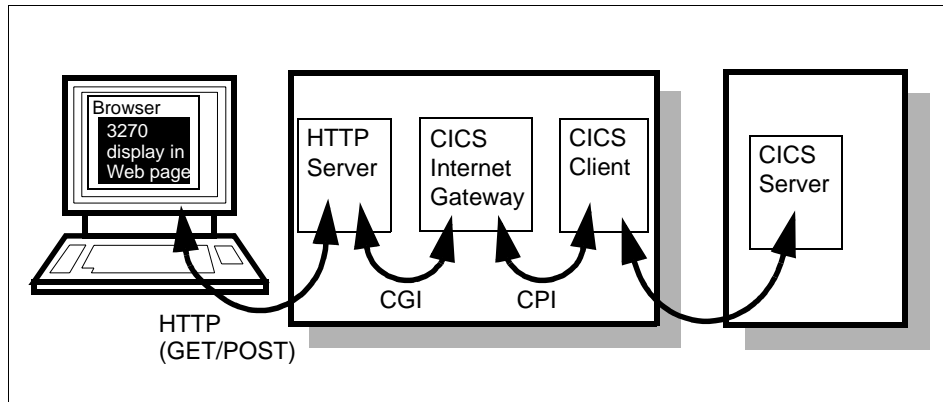 Browser
3270
display in
Web page
HTTP
Server
CICS
Internet
Gateway
CICS
Client
CICS
Server
CGI
CPI
HTTP
(GET/POST)